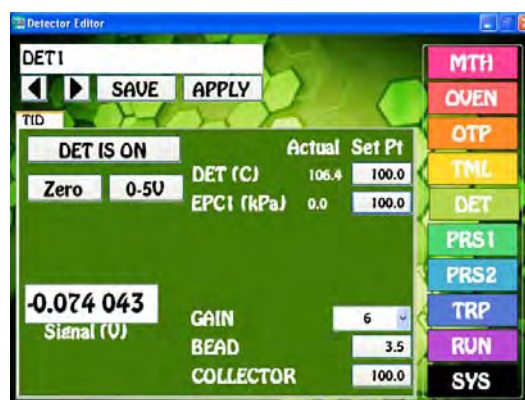 Detector Editor
DET1
SAVE APPLY
TID
DET IS ON
Zero 0-5V
Actual Set Pt
DET (C) 106.4 100.0
EPC1 (kPa) 0.0 100.0
-0.074 043
Signal (V)
GAIN 6
BEAD 3.5
COLLECTOR 100.0
MTH
OVEN
OTP
TML
DET
PRS1
PRS2
TRP
RUN
SYS